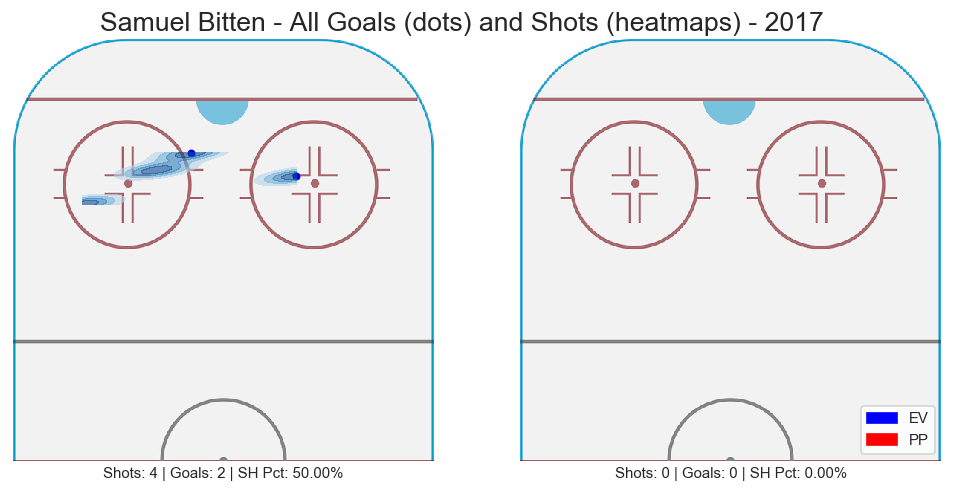 Samuel Bitten - All Goals (dots) and Shots (heatmaps) - 2017
EV
PP
Shots: 4 | Goals: 2 | SH Pct: 50.00%
Shots: 0 | Goals: 0 | SH Pct: 0.00%